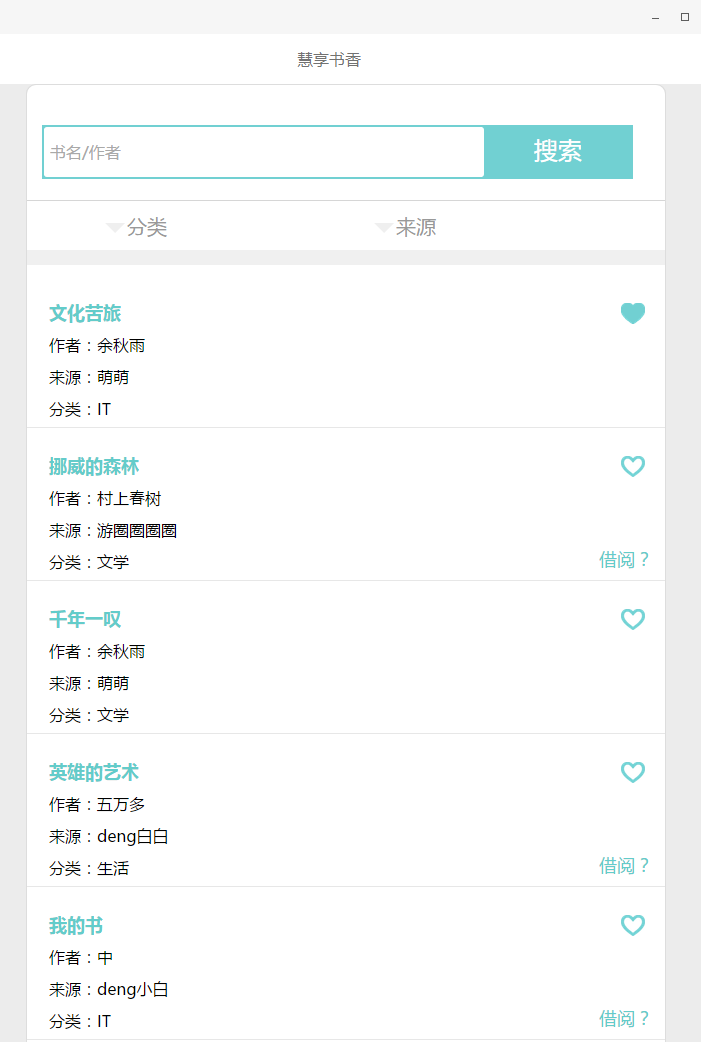 慧享书香
书名/作者
搜索
分类
来源
文化苦旅
作者：余秋雨
来源：萌萌
分类：IT
挪威的森林
作者：村上春树
来源：游圈圈圈圈
分类：文学
借阅？
千年一叹
作者：余秋雨
来源：萌萌
分类：文学
英雄的艺术
作者：五万多
来源：deng白白
分类：生活
借阅？
我的书
作者：中
来源：deng小白
分类：IT
借阅？